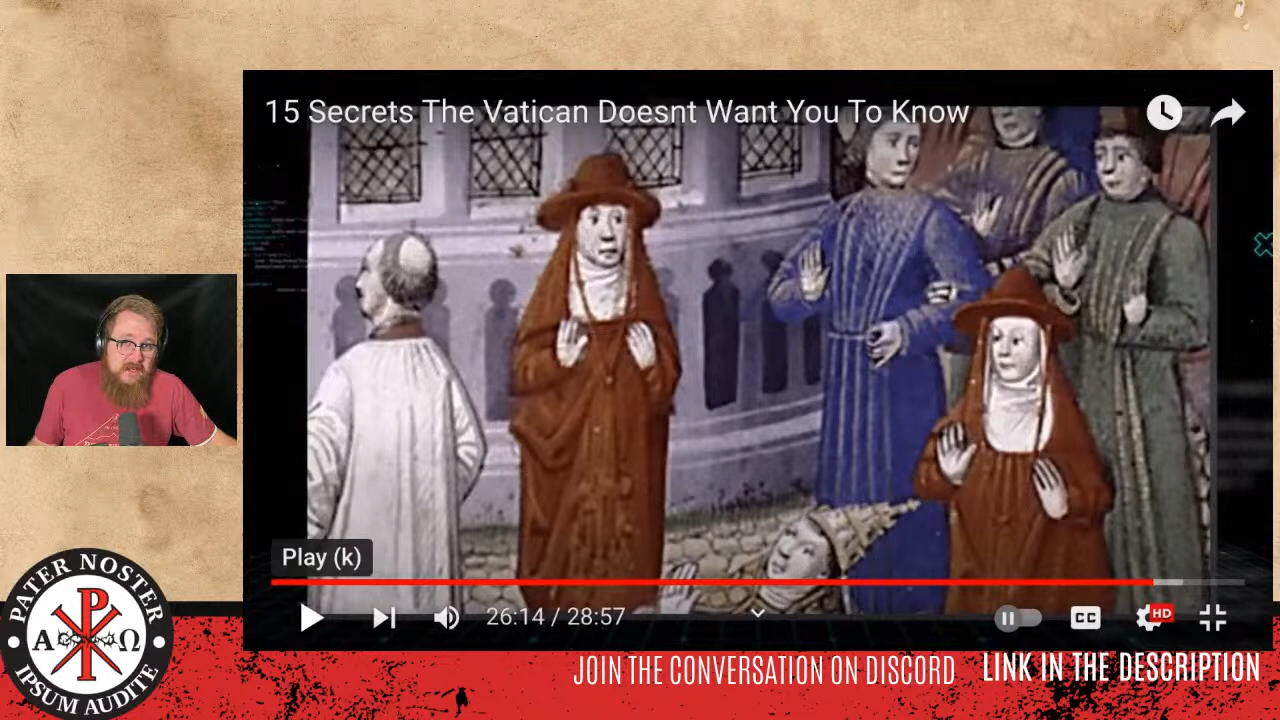 15 Secrets The Vatican Doesnt Want You To Know
Play (k)
26:14 / 28:57
CC
HD
PATER NOSTER
Α Ω
IPSUM AUDITE
JOIN THE CONVERSATION ON DISCORD
LINK IN THE DESCRIPTION